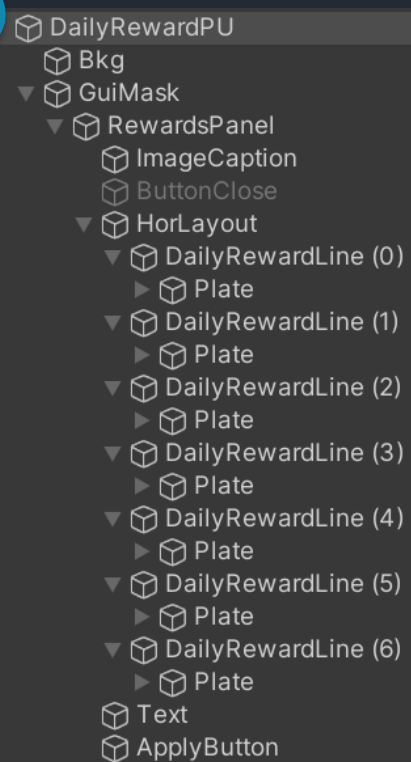 DailyRewardPU
Bkg
GuiMask
RewardsPanel
ImageCaption
ButtonClose
HorLayout
DailyRewardLine (0)
Plate
DailyRewardLine (1)
Plate
DailyRewardLine (2)
Plate
DailyRewardLine (3)
Plate
DailyRewardLine (4)
Plate
DailyRewardLine (5)
Plate
DailyRewardLine (6)
Plate
Text
ApplyButton